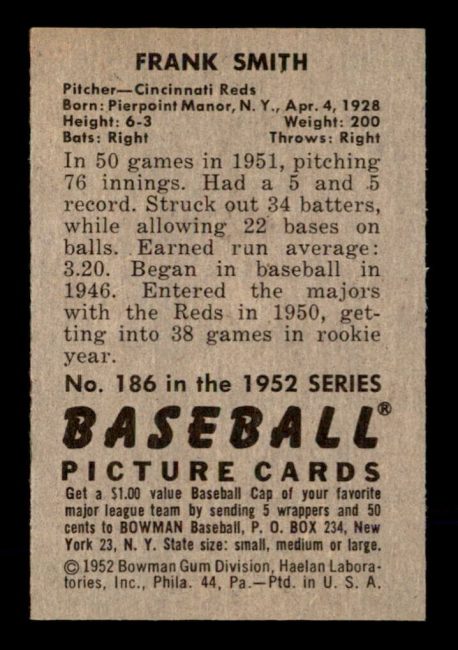 FRANK SMITH
Pitcher—Cincinnati Reds
Born: Pierpoint Manor, N. Y., Apr. 4, 1928
Height: 6-3 Weight: 200
Bats: Right Throws: Right
In 50 games in 1951, pitching
76 innings. Had a 5 and 5
record. Struck out 34 batters,
while allowing 22 bases on
balls. Earned run average:
3.20. Began in baseball in
1946. Entered the majors
with the Reds in 1950, get-
ting into 38 games in rookie
year.
No. 186 in the 1952 SERIES
BASEBALL®
PICTURE CARDS
Get a $1.00 value Baseball Cap of your favorite
major league team by sending 5 wrappers and 50
cents to BOWMAN Baseball, P. O. BOX 234, New
York 23, N. Y. State size: small, medium or large.
© 1952 Bowman Gum Division, Haelan Labora-
tories, Inc., Phila. 44, Pa.—Ptd. in U. S. A.